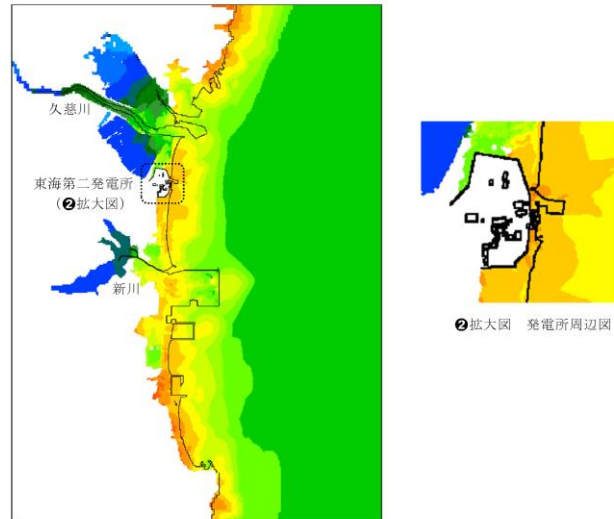 久慈川
東海第二発電所
(❷拡大図)
新川
❷拡大図　発電所周辺図